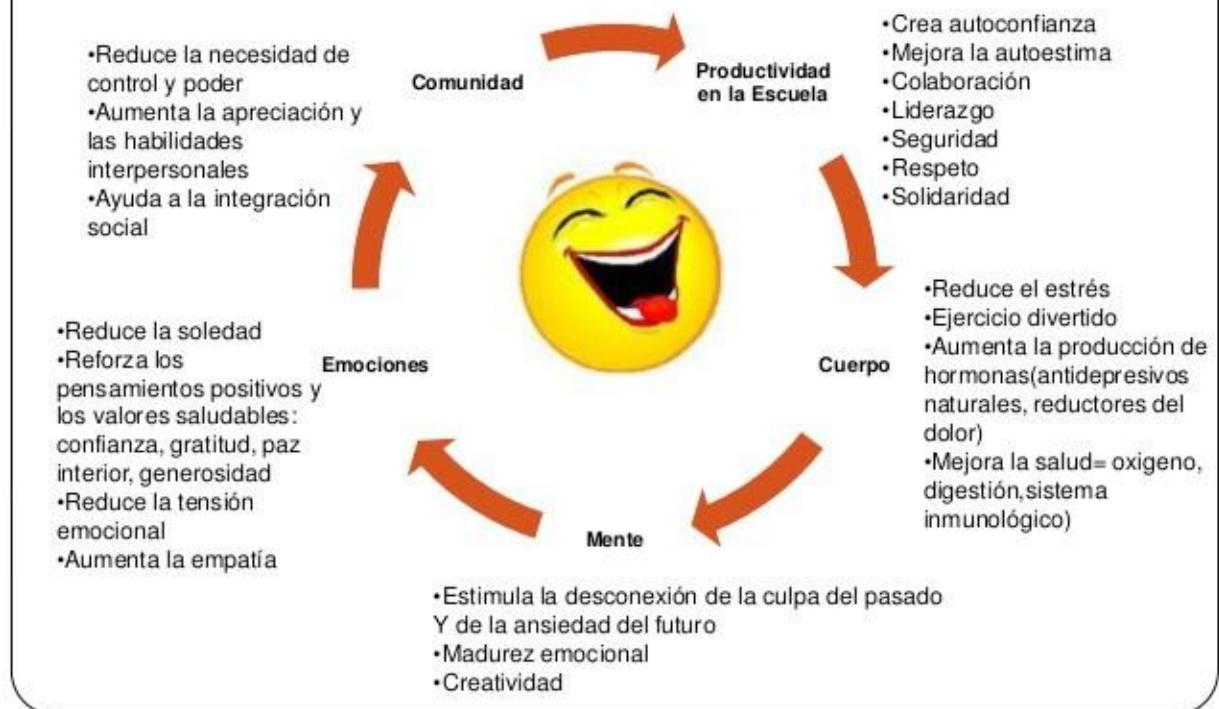 Comunidad
•Reduce la necesidad de
control y poder
•Aumenta la apreciación y
las habilidades
interpersonales
•Ayuda a la integración
social
Productividad
en la Escuela
•Crea autoconfianza
•Mejora la autoestima
•Colaboración
•Liderazgo
•Seguridad
•Respeto
•Solidaridad
Cuerpo
•Reduce el estrés
•Ejercicio divertido
•Aumenta la producción de
hormonas(antidepresivos
naturales, reductores del
dolor)
•Mejora la salud= oxigeno,
digestión,sistema
inmunológico)
Mente
•Estimula la desconexión de la culpa del pasado
Y de la ansiedad del futuro
•Madurez emocional
•Creatividad
Emociones
•Reduce la soledad
•Reforza los
pensamientos positivos y
los valores saludables:
confianza, gratitud, paz
interior, generosidad
•Reduce la tensión
emocional
•Aumenta la empatía